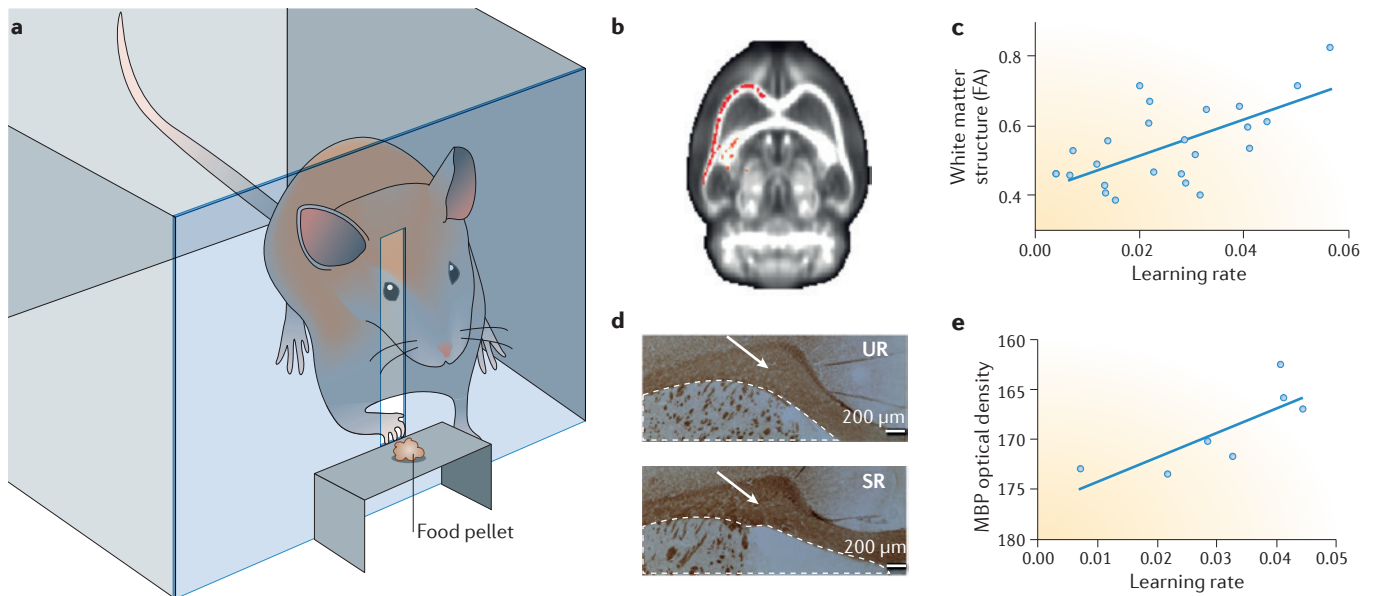 a
Food pellet
b
c
White matter
structure (FA)
0.8
0.6
0.4
0.00
0.02
0.04
0.06
Learning rate
d
UR
200 µm
SR
200 µm
e
MBP optical density
160
165
170
175
180
0.00
0.01
0.02
0.03
0.04
0.05
Learning rate